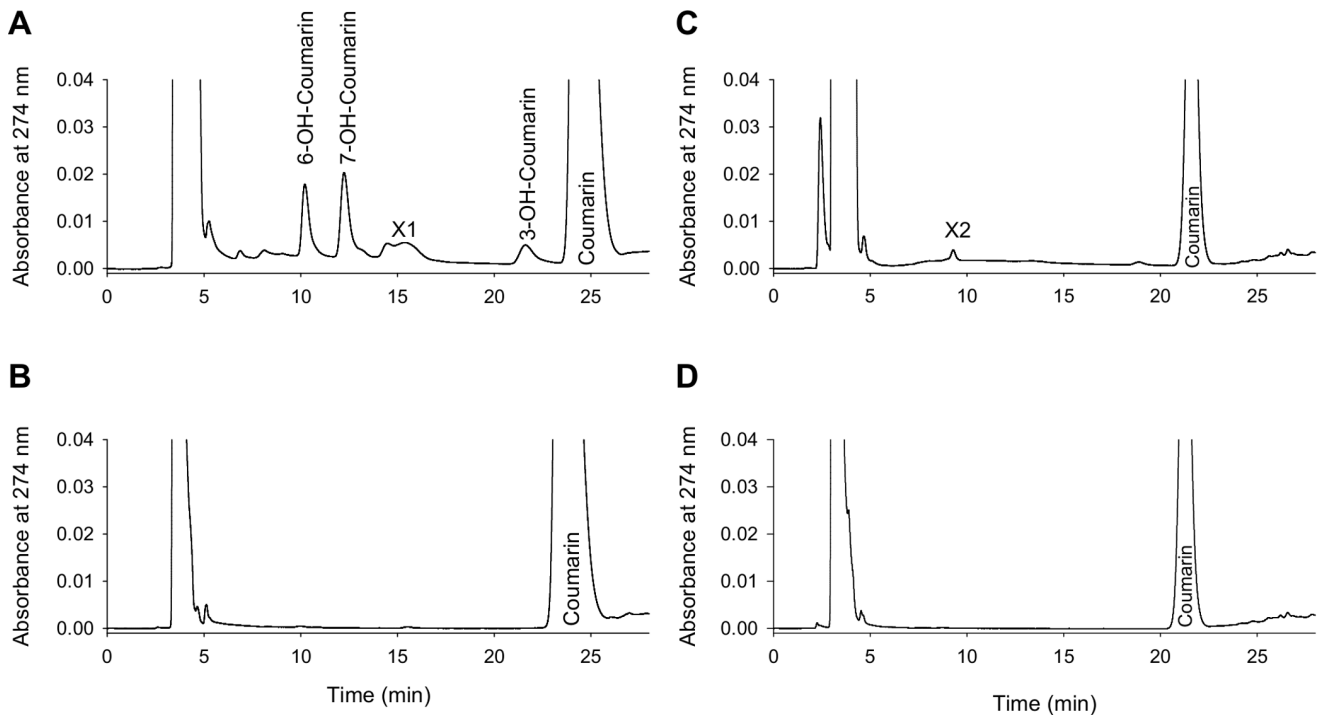 A
Absorbance at 274 nm
0.04
0.03
0.02
0.01
0.00
6-OH-Coumarin
7-OH-Coumarin
X1
3-OH-Coumarin
Coumarin
0
5
10
15
20
25
B
Absorbance at 274 nm
0.04
0.03
0.02
0.01
0.00
Coumarin
0
5
10
15
20
25
Time (min)
C
Absorbance at 274 nm
0.04
0.03
0.02
0.01
0.00
X2
Coumarin
0
5
10
15
20
25
D
Absorbance at 274 nm
0.04
0.03
0.02
0.01
0.00
Coumarin
0
5
10
15
20
25
Time (min)